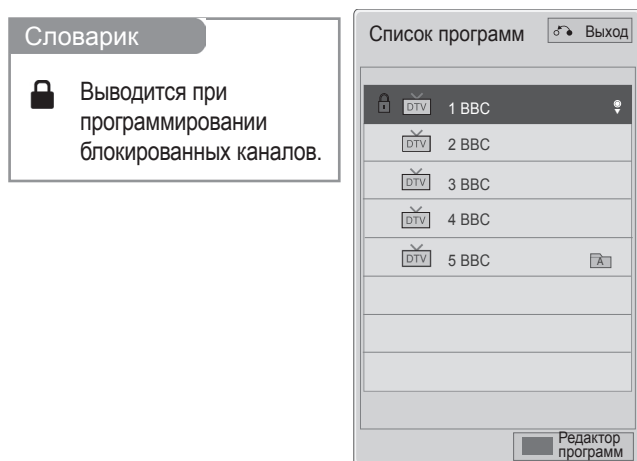 Словарик
Выводится при
программировании
блокированных каналов.
Список программ
Выход
DTV 1 BBC
DTV 2 BBC
DTV 3 BBC
DTV 4 BBC
DTV 5 BBC A
Редактор
программ